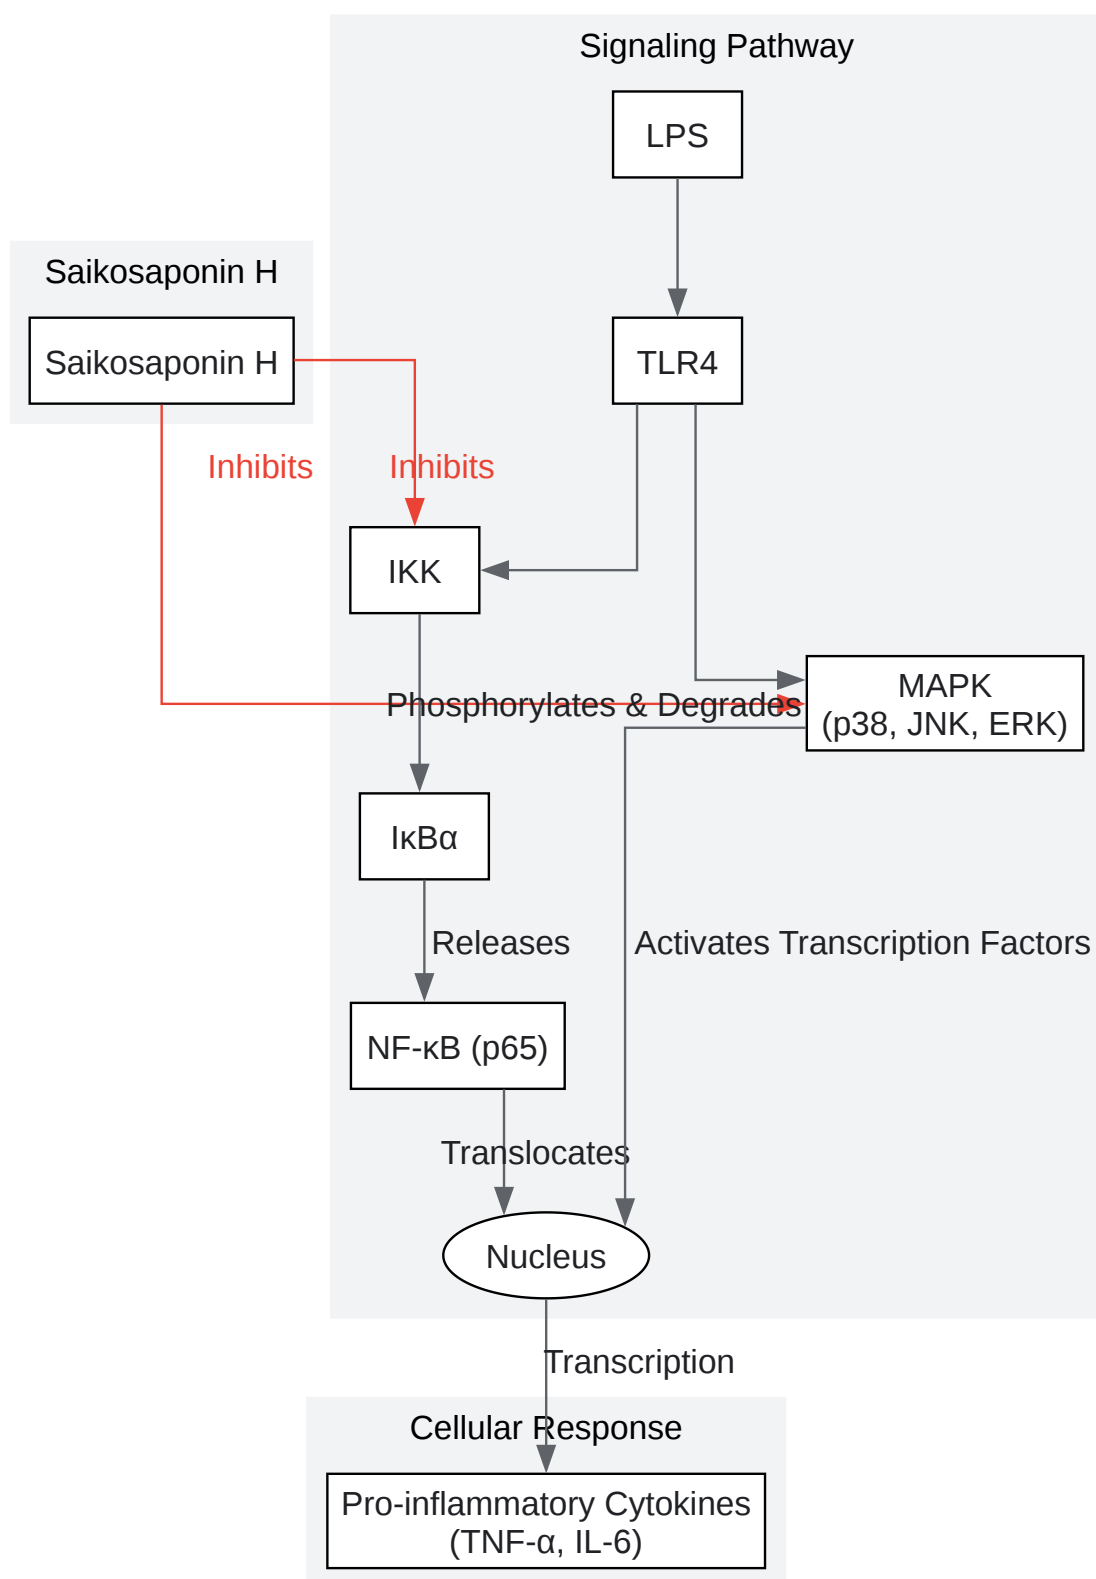 Signaling Pathway
LPS
Saikosaponin H
Saikosaponin H
TLR4
Inhibits
Inhibits
IKK
MAPK
(p38, JNK, ERK)
Phosphorylates & Degrades
IκBα
Releases
Activates Transcription Factors
NF-κB (p65)
Translocates
Nucleus
Transcription
Cellular Response
Pro-inflammatory Cytokines
(TNF-α, IL-6)